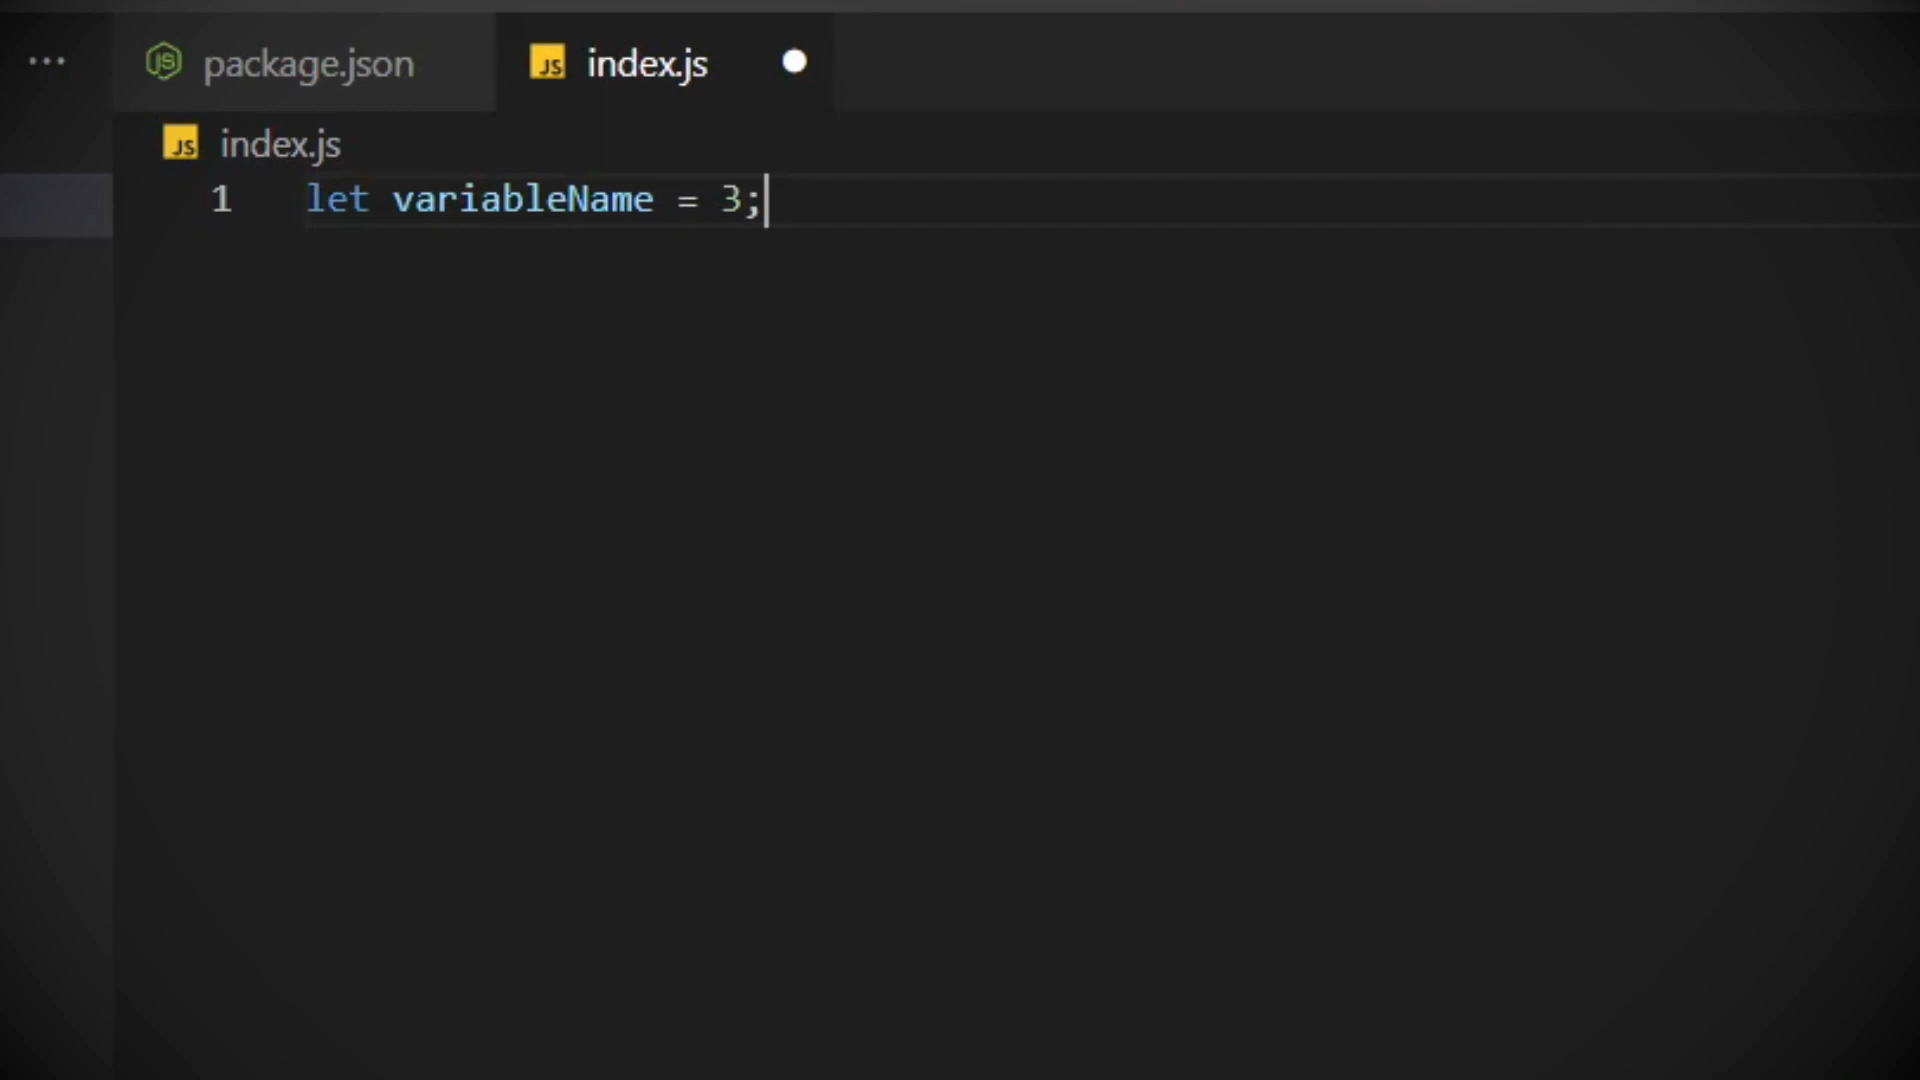 ... package.json index.js
index.js
1 let variableName = 3;